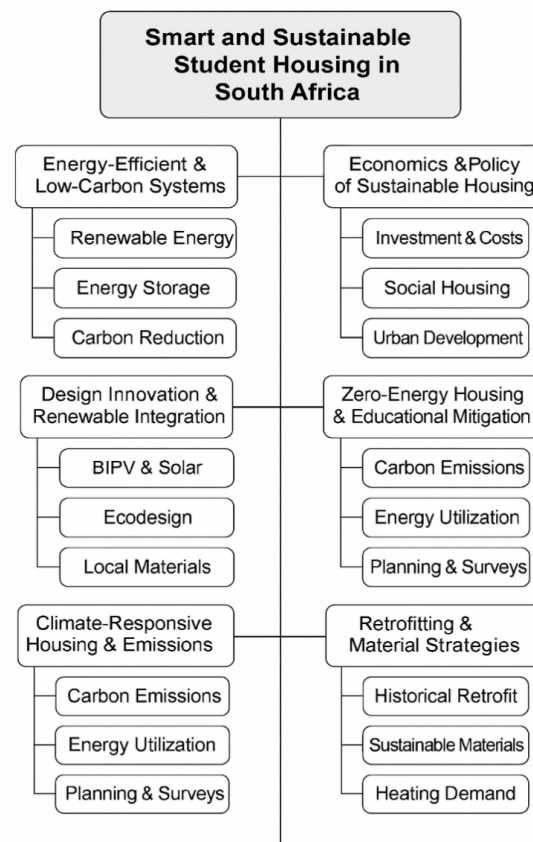 Smart and Sustainable
Student Housing in
South Africa
Energy-Efficient &
Low-Carbon Systems
Renewable Energy
Energy Storage
Carbon Reduction
Design Innovation &
Renewable Integration
BIPV & Solar
Ecodesign
Local Materials
Climate-Responsive
Housing & Emissions
Carbon Emissions
Energy Utilization
Planning & Surveys
Economics &Policy
of Sustainable Housing
Investment & Costs
Social Housing
Urban Development
Zero-Energy Housing
& Educational Mitigation
Carbon Emissions
Energy Utilization
Planning & Surveys
Retrofitting &
Material Strategies
Historical Retrofit
Sustainable Materials
Heating Demand